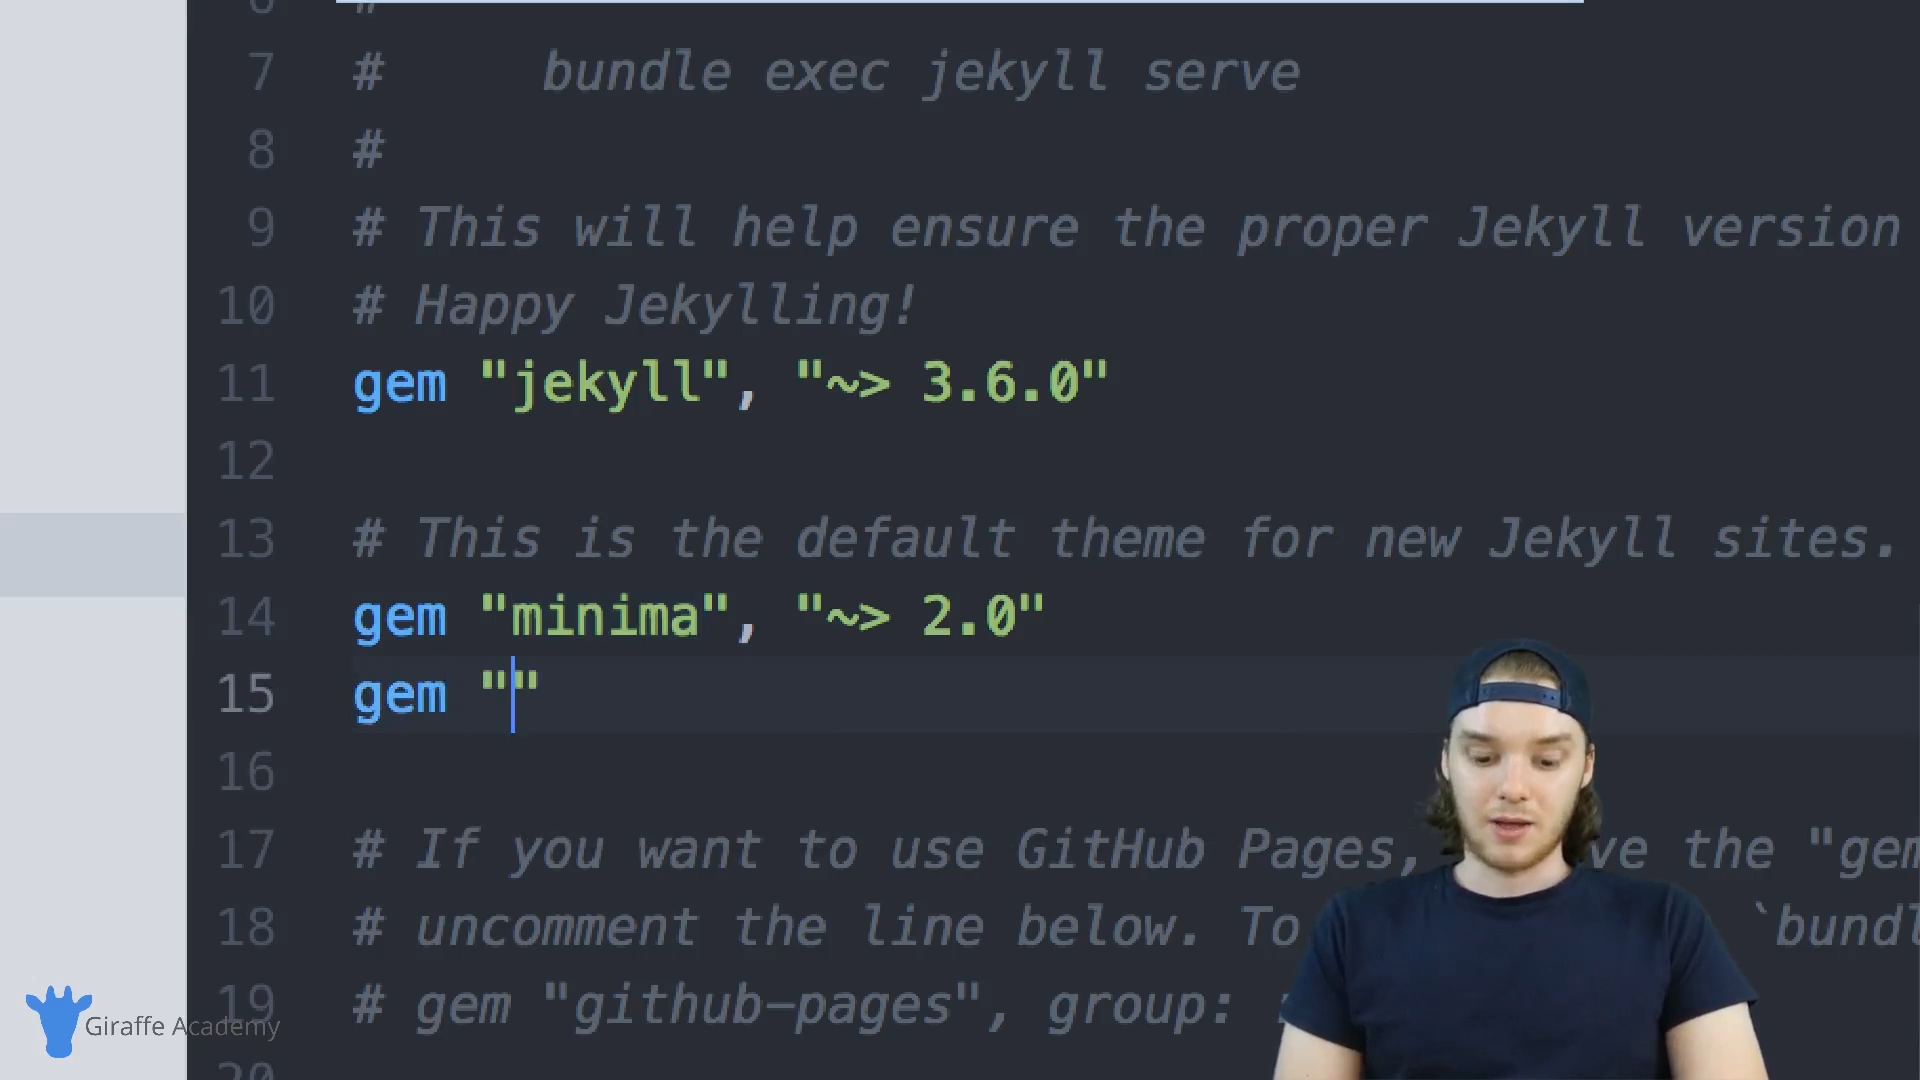 7 # bundle exec jekyll serve
8 #
9 # This will help ensure the proper Jekyll version
10 # Happy Jekylling!
11 gem "jekyll", "~> 3.6.0"
12
13 # This is the default theme for new Jekyll sites.
14 gem "minima", "~> 2.0"
15 gem ""
16
17 # If you want to use GitHub Pages, ve the "gem
18 # uncomment the line below. To `bundl
19 # gem "github-pages", group:
20
Giraffe Academy